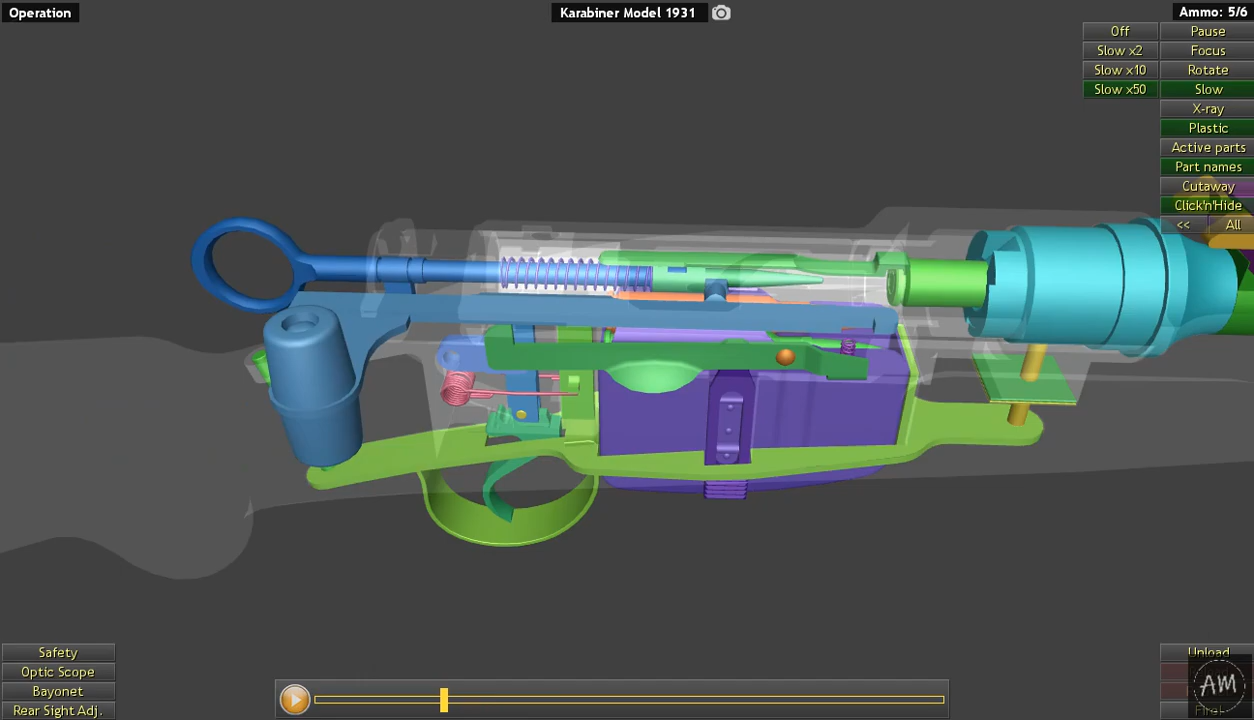 Operation
Karabiner Model 1931
Ammo: 5/6
Off
Pause
Slow x2
Focus
Slow x10
Rotate
Slow x50
Slow
X-ray
Plastic
Active parts
Part names
Cutaway
Click'n'Hide
<<
All
Safety
Optic Scope
Bayonet
Rear Sight Adj.
Unload
AM